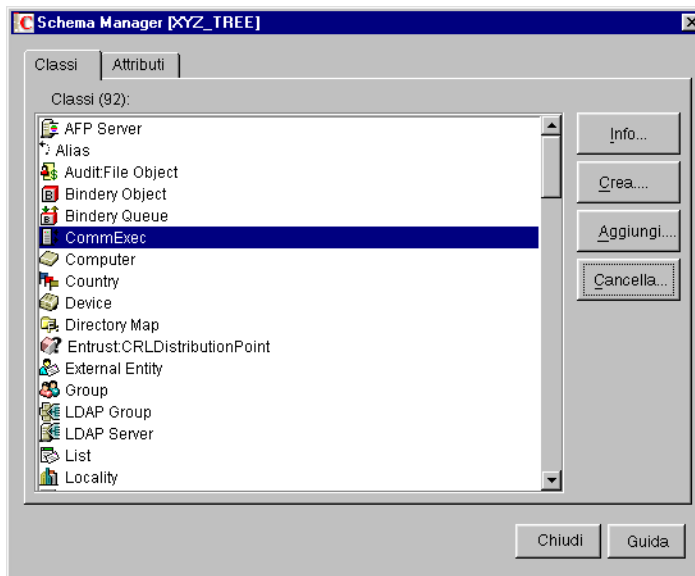 Schema Manager [XYZ_TREE]
Classi
Attributi
Classi (92):
AFP Server
Alias
Audit:File Object
Bindery Object
Bindery Queue
CommExec
Computer
Country
Device
Directory Map
Entrust:CRLDistributionPoint
External Entity
Group
LDAP Group
LDAP Server
List
Locality
Info...
Crea....
Aggiungi....
Cancella...
Chiudi
Guida